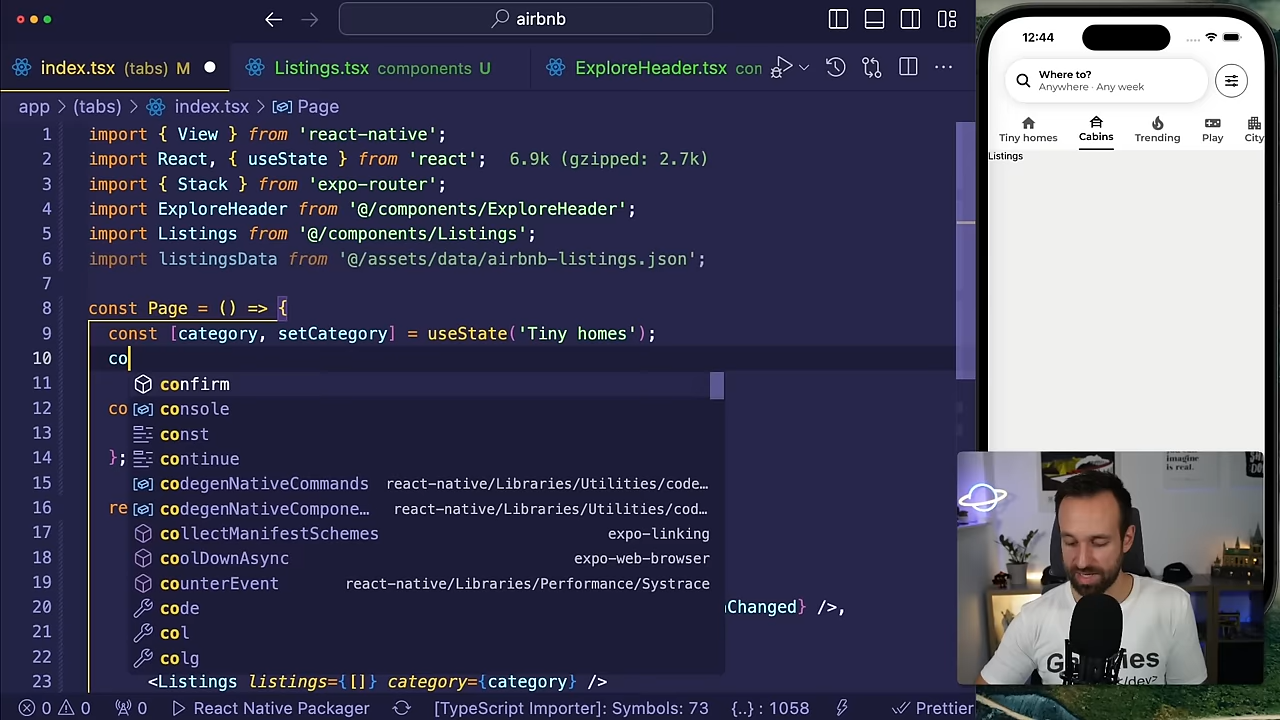 airbnb
index.tsx (tabs) M
Listings.tsx components U
ExploreHeader.tsx con
app > (tabs) > index.tsx > Page
1 import { View } from 'react-native';
2 import React, { useState } from 'react'; 6.9k (gzipped: 2.7k)
3 import { Stack } from 'expo-router';
4 import ExploreHeader from '@/components/ExploreHeader';
5 import Listings from '@/components/Listings';
6 import listingsData from '@/assets/data/airbnb-listings.json';
7
8 const Page = () => {
9 const [category, setCategory] = useState('Tiny homes');
10 co
11 confirm
12 co console
13 const
14 }; continue
15 codegenNativeCommands react-native/Libraries/Utilities/code…
16 re codegenNativeCompone… react-native/Libraries/Utilities/cod…
17 collectManifestSchemes expo-linking
18 coolDownAsync expo-web-browser
19 counterEvent react-native/Libraries/Performance/Systrace
20 code Changed} />,
21 col
22 colg
23 <Listings listings={[]} category={category} />
0 0 0 React Native Packager [TypeScript Importer]: Symbols: 73 {..} : 1058 Prettier
12:44
Where to?
Anywhere · Any week
Tiny homes Cabins Trending Play City
Listings
imagine
is real.